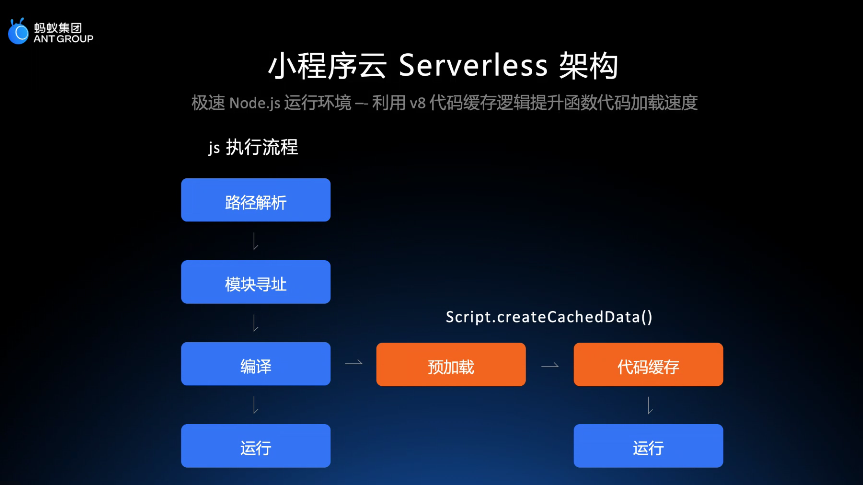 蚂蚁集团
ANT GROUP
小程序云 Serverless 架构
极速 Node.js 运行环境 — 利用 v8 代码缓存逻辑提升函数代码加载速度
js 执行流程
路径解析
模块寻址
Script.createCachedData()
编译
预加载
代码缓存
运行
运行